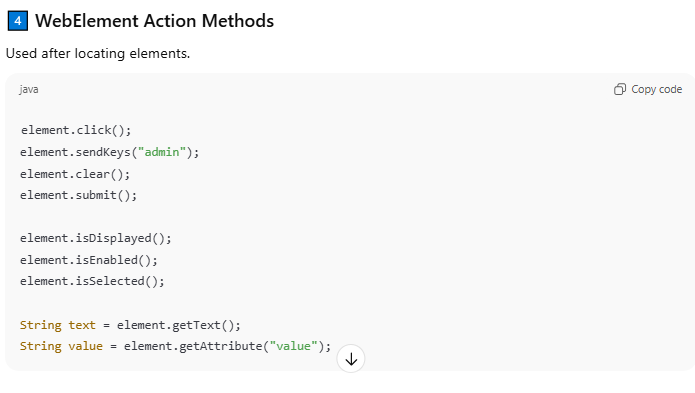 4 WebElement Action Methods
Used after locating elements.
java
Copy code
element.click();
element.sendKeys("admin");
element.clear();
element.submit();
element.isDisplayed();
element.isEnabled();
element.isSelected();
String text = element.getText();
String value = element.getAttribute("value");